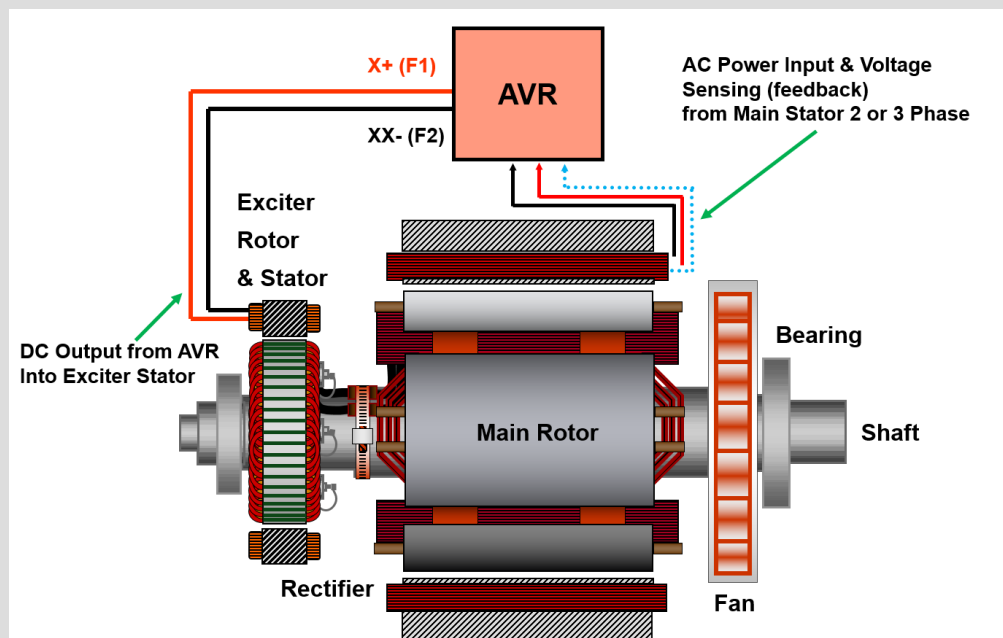 X+ (F1)
AVR
XX- (F2)
AC Power Input & Voltage
Sensing (feedback)
from Main Stator 2 or 3 Phase
Exciter
Rotor
& Stator
DC Output from AVR
Into Exciter Stator
Bearing
Main Rotor
Shaft
Rectifier
Fan